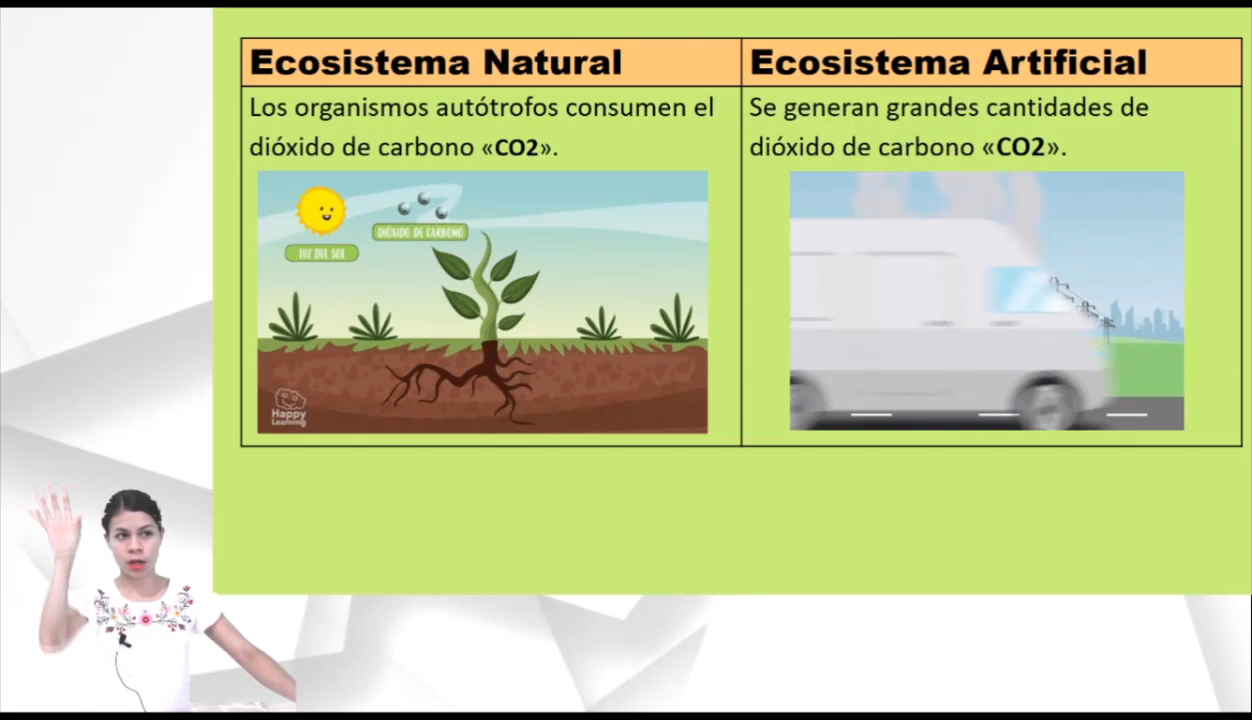 Ecosistema Natural
Ecosistema Artificial
Los organismos autótrofos consumen el
dióxido de carbono «CO2».
Se generan grandes cantidades de
dióxido de carbono «CO2».
DIÓXIDO DE CARBONO
LUZ DEL SOL
Happy
Learning